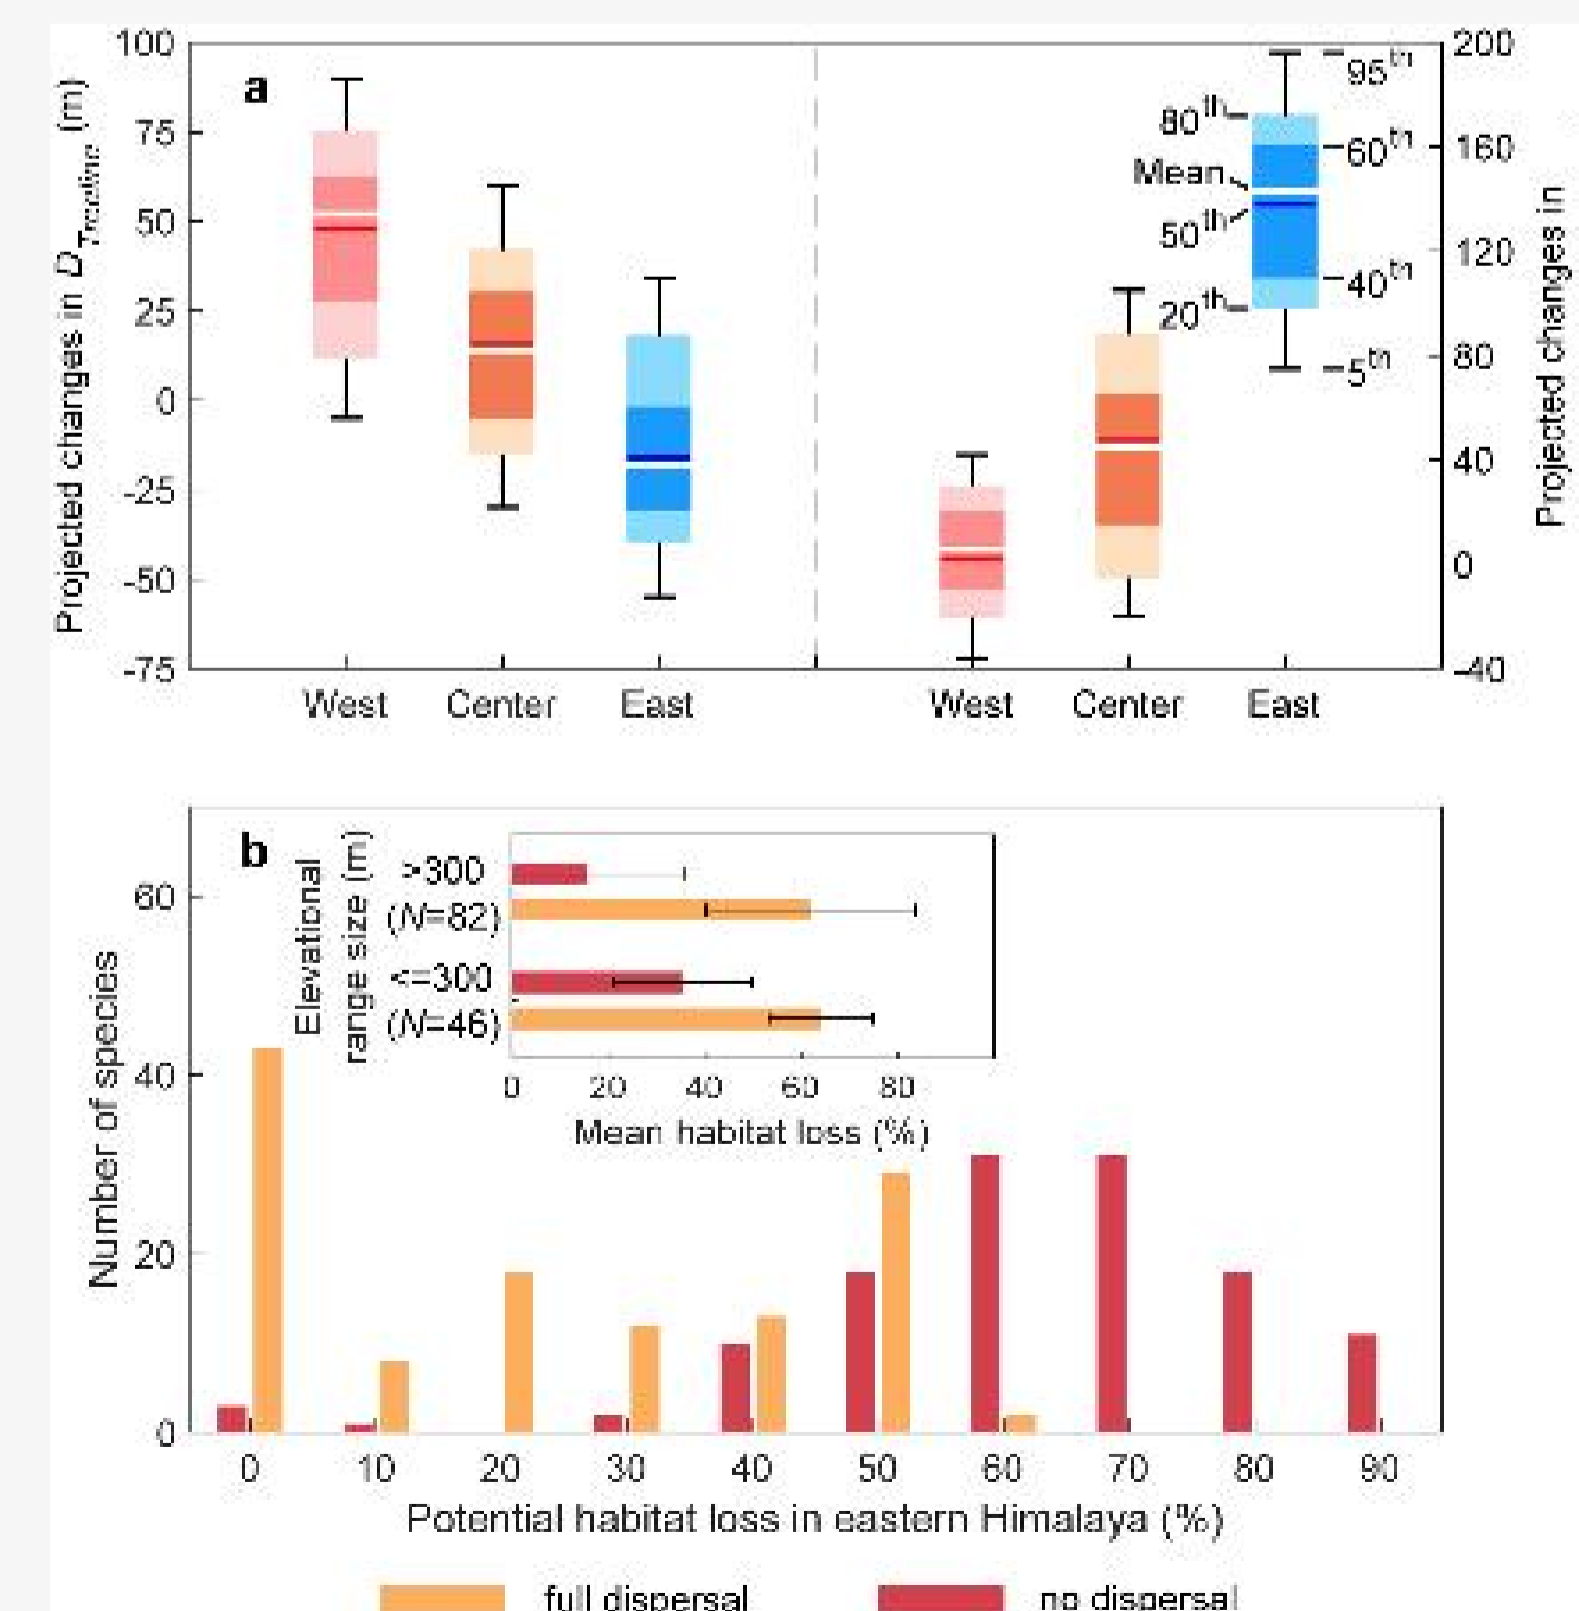 a
Projected changes in D_Treeline (m)
100
75
50
25
0
-25
-50
-75
West
Center
East
West
Center
East
80th
Mean
50th
20th
95th
60th
40th
5th
200
160
120
80
40
0
-40
Projected changes in
b
Number of species
60
40
20
0
Elevational
range size (m)
>300
(N=82)
<=300
(N=46)
0 20 40 60 80
Mean habitat loss (%)
0 10 20 30 40 50 60 70 80 90
Potential habitat loss in eastern Himalaya (%)
full dispersal
no dispersal